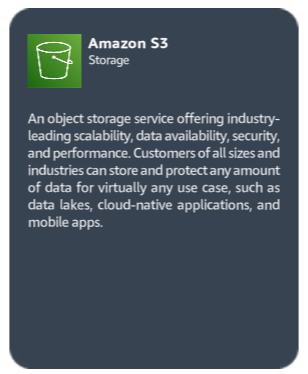 Amazon S3
Storage
An object storage service offering industry-
leading scalability, data availability, security,
and performance. Customers of all sizes and
industries can store and protect any amount
of data for virtually any use case, such as
data lakes, cloud-native applications, and
mobile apps.